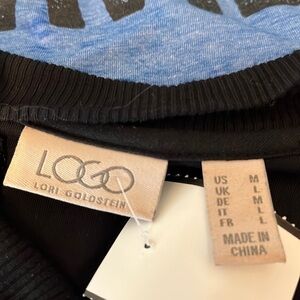 LOGO
LORI GOLDSTEIN
US M
UK L
DE M
IT L
FR L
MADE IN
CHINA